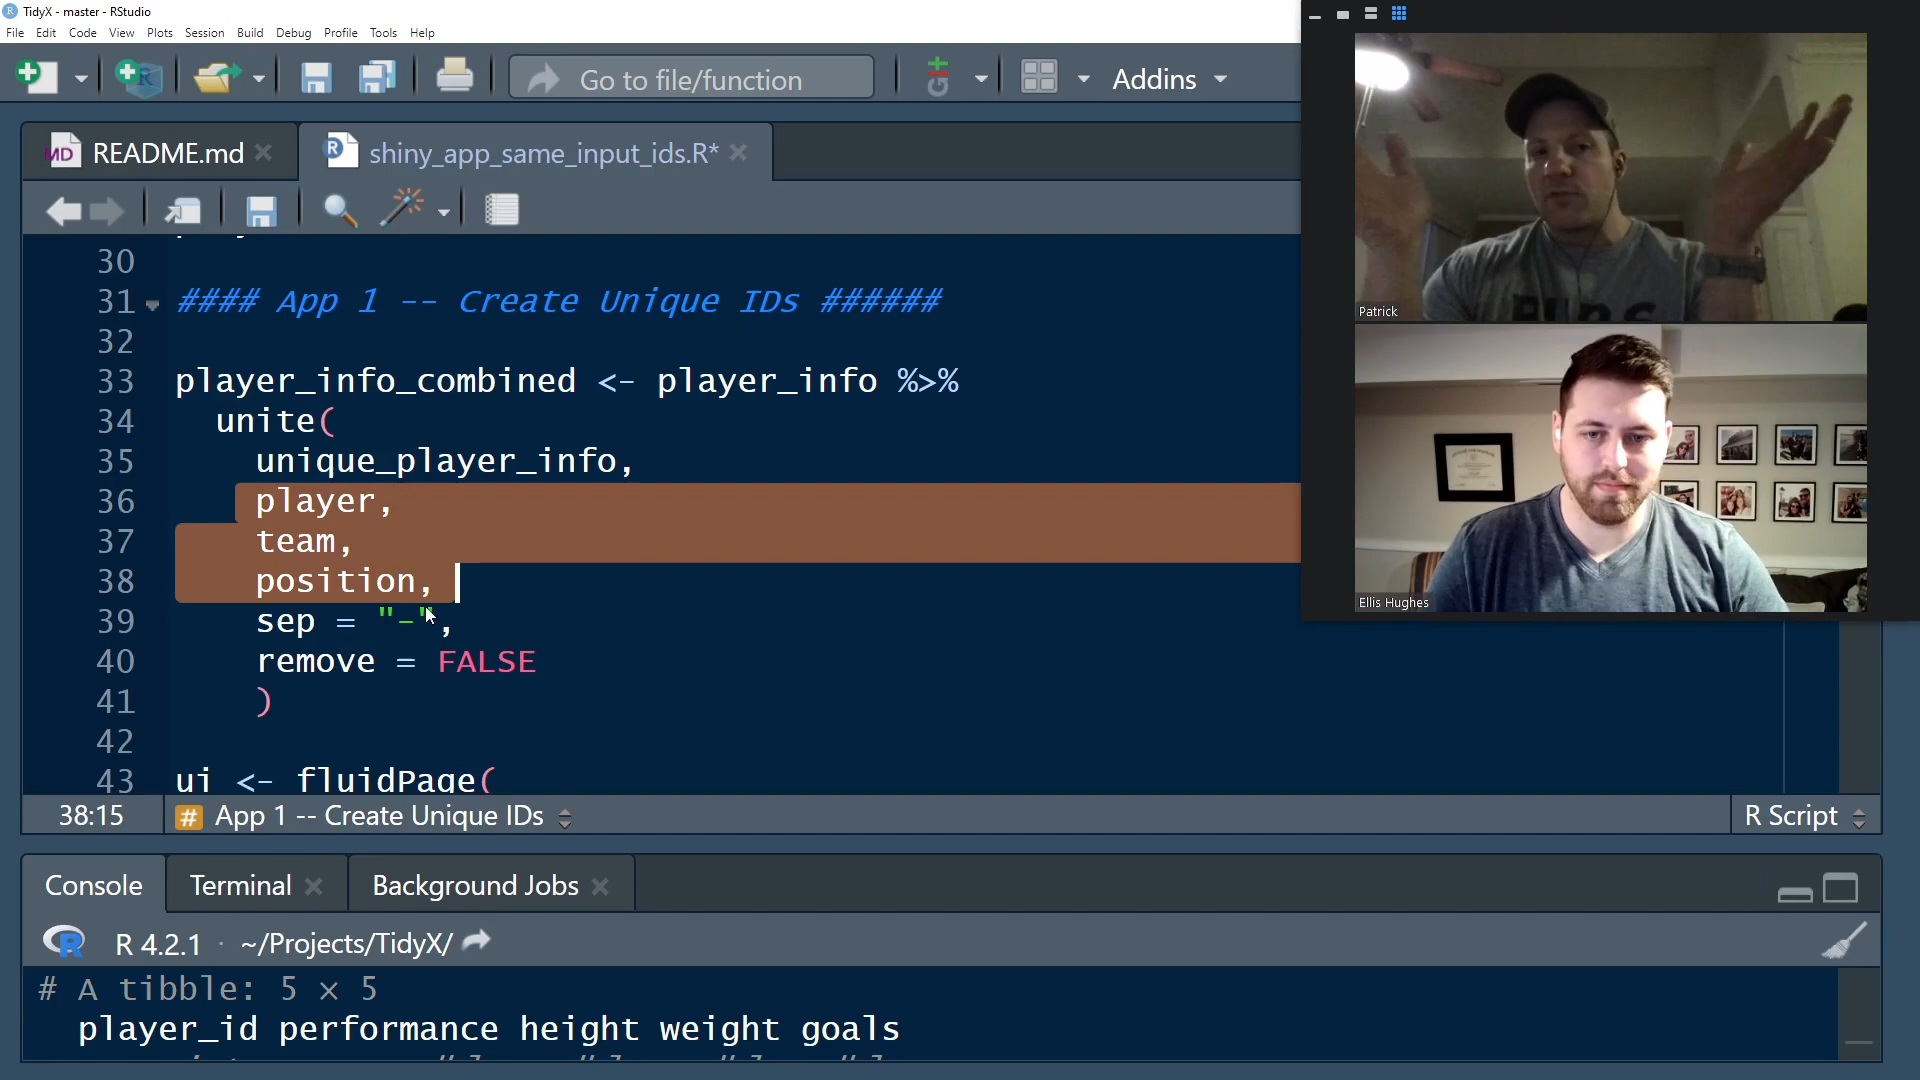 TidyX - master - RStudio
File Edit Code View Plots Session Build Debug Profile Tools Help
Go to file/function
Addins
README.md
shiny_app_same_input_ids.R*
30
31 #### App 1 -- Create Unique IDs ######
32
33 player_info_combined <- player_info %>%
34 unite(
35 unique_player_info,
36 player,
37 team,
38 position,
39 sep = "-",
40 remove = FALSE
41 )
42
43 ui <- fluidPage(
38:15 # App 1 -- Create Unique IDs R Script
Console Terminal Background Jobs
R 4.2.1 · ~/Projects/TidyX/
# A tibble: 5 × 5
player_id performance height weight goals
Patrick
Ellis Hughes